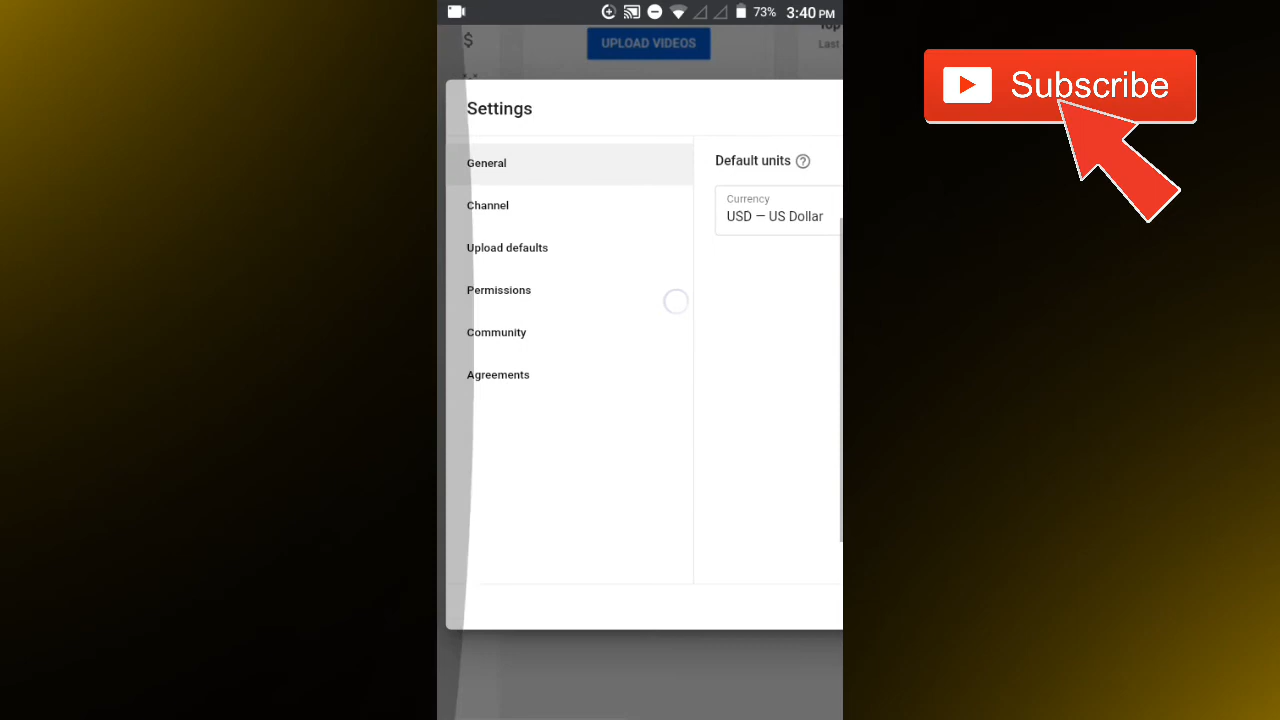 73% 3:40 PM
$
UPLOAD VIDEOS
Last
Subscribe
Settings
General
Channel
Upload defaults
Permissions
Community
Agreements
Default units ?
Currency
USD — US Dollar